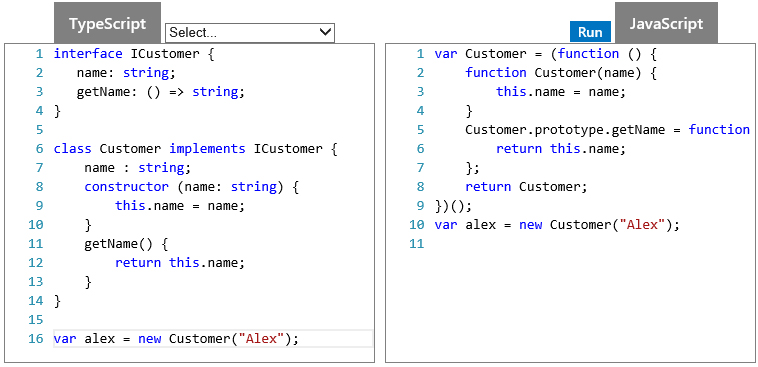 TypeScript
Select...
1 interface ICustomer {
2 name: string;
3 getName: () => string;
4 }
5
6 class Customer implements ICustomer {
7 name : string;
8 constructor (name: string) {
9 this.name = name;
10 }
11 getName() {
12 return this.name;
13 }
14 }
15
16 var alex = new Customer("Alex");
Run
JavaScript
1 var Customer = (function () {
2 function Customer(name) {
3 this.name = name;
4 }
5 Customer.prototype.getName = function
6 return this.name;
7 };
8 return Customer;
9 })();
10 var alex = new Customer("Alex");
11